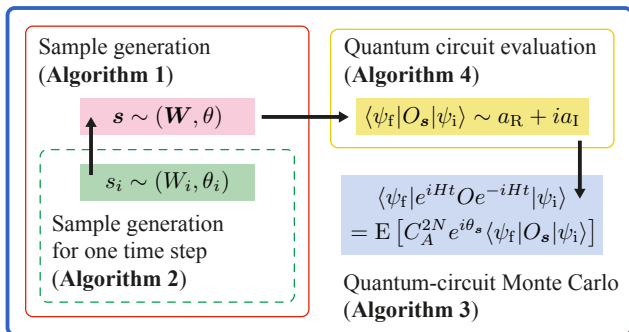 Sample generation
(Algorithm 1)
s ∼ (W, θ)
s_i ∼ (W_i, θ_i)
Sample generation
for one time step
(Algorithm 2)
Quantum circuit evaluation
(Algorithm 4)
⟨ψ_f|O_s|ψ_i⟩ ∼ a_R + ia_I
⟨ψ_f|e^{iHt}Oe^{-iHt}|ψ_i⟩
= E [C_A^{2N} e^{iθ_s}⟨ψ_f|O_s|ψ_i⟩]
Quantum-circuit Monte Carlo
(Algorithm 3)